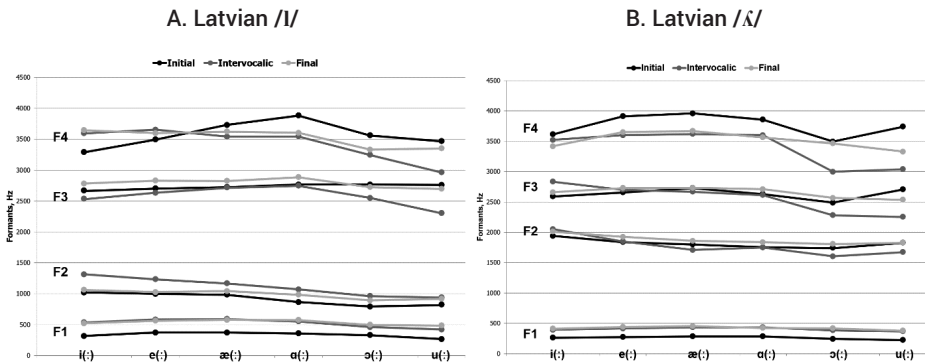 A. Latvian /l/
B. Latvian /ʎ/
Initial Intervocalic Final
4500
4000
3500
3000
2500
2000
1500
1000
500
0
Formants, Hz
F4
F3
F2
F1
i(ː) e(ː) æ(ː) ɑ(ː) ɔ(ː) u(ː)
Initial Intervocalic Final
4500
4000
3500
3000
2500
2000
1500
1000
500
0
Formants, Hz
F4
F3
F2
F1
i(ː) e(ː) æ(ː) ɑ(ː) ɔ(ː) u(ː)